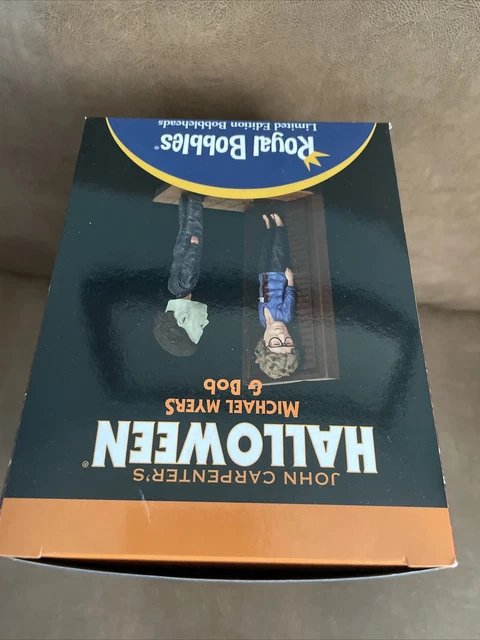 JOHN CARPENTER'S
HALLOWEEN®
MICHAEL MYERS
& BOB
Royal Bobbles®
Limited Edition Bobbleheads